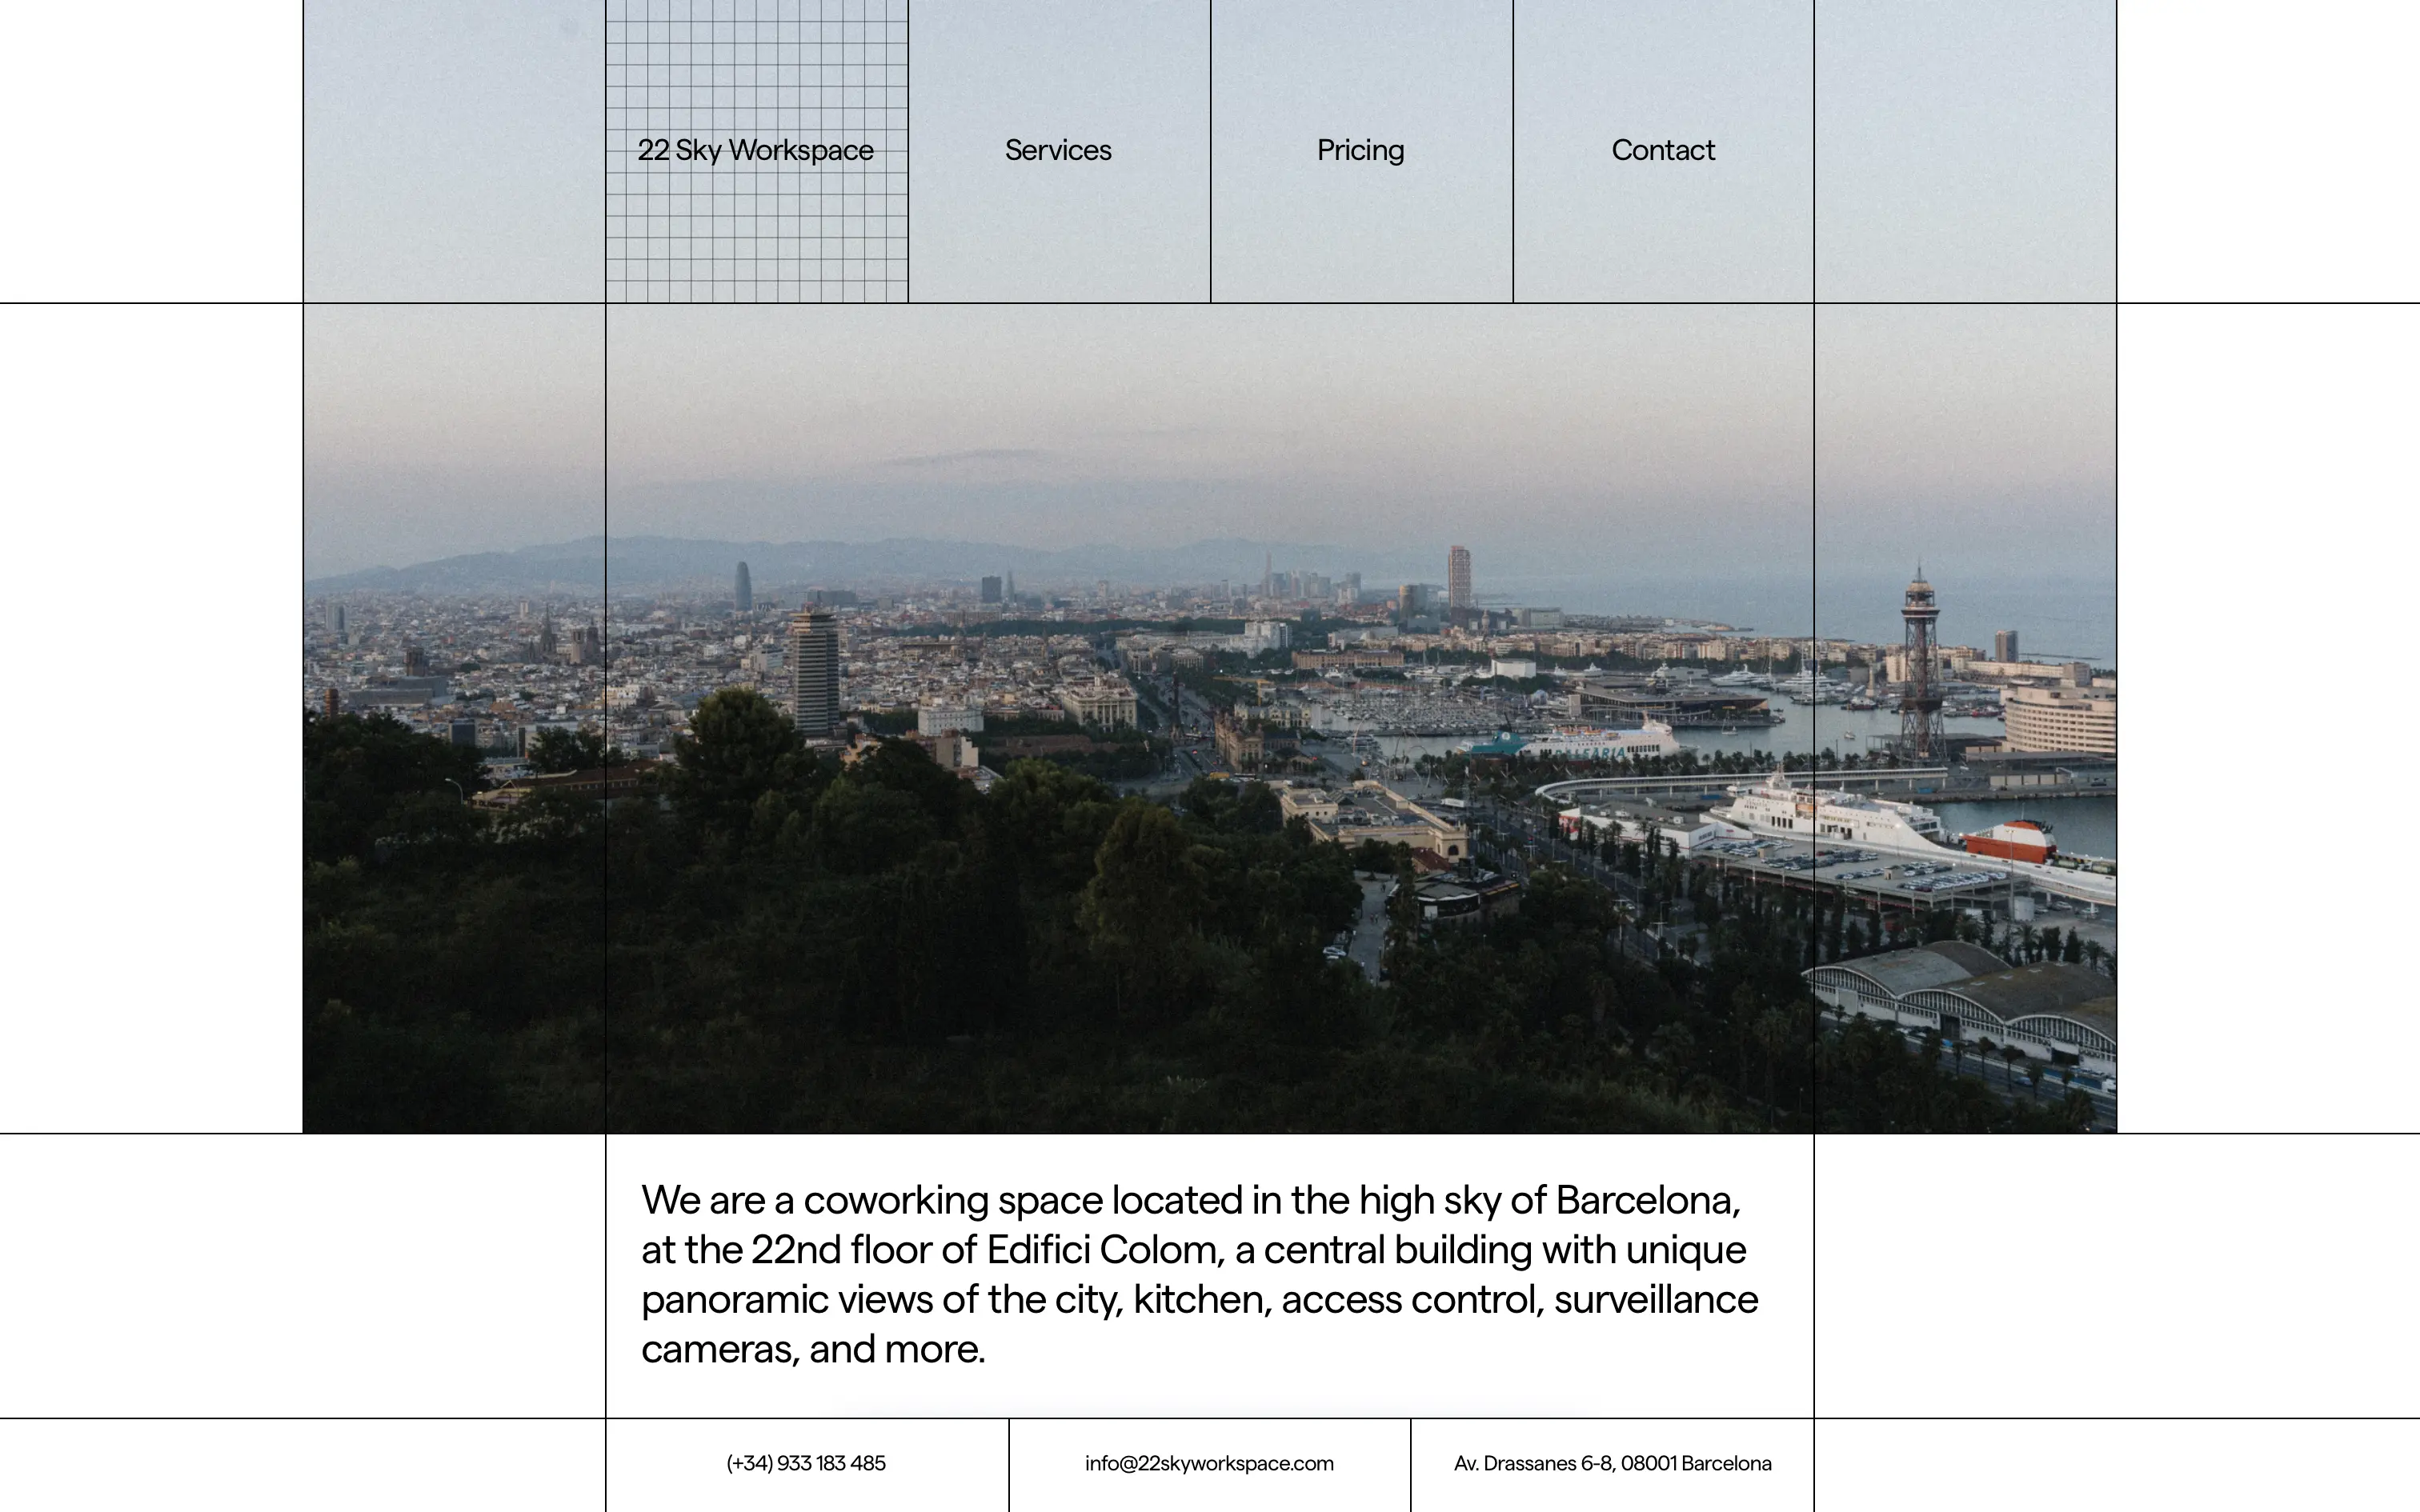 22 Sky Workspace
Services
Pricing
Contact
BALEARIA
We are a coworking space located in the high sky of Barcelona,
at the 22nd floor of Edifici Colom, a central building with unique
panoramic views of the city, kitchen, access control, surveillance
cameras, and more.
(+34) 933 183 485
info@22skyworkspace.com
Av. Drassanes 6-8, 08001 Barcelona